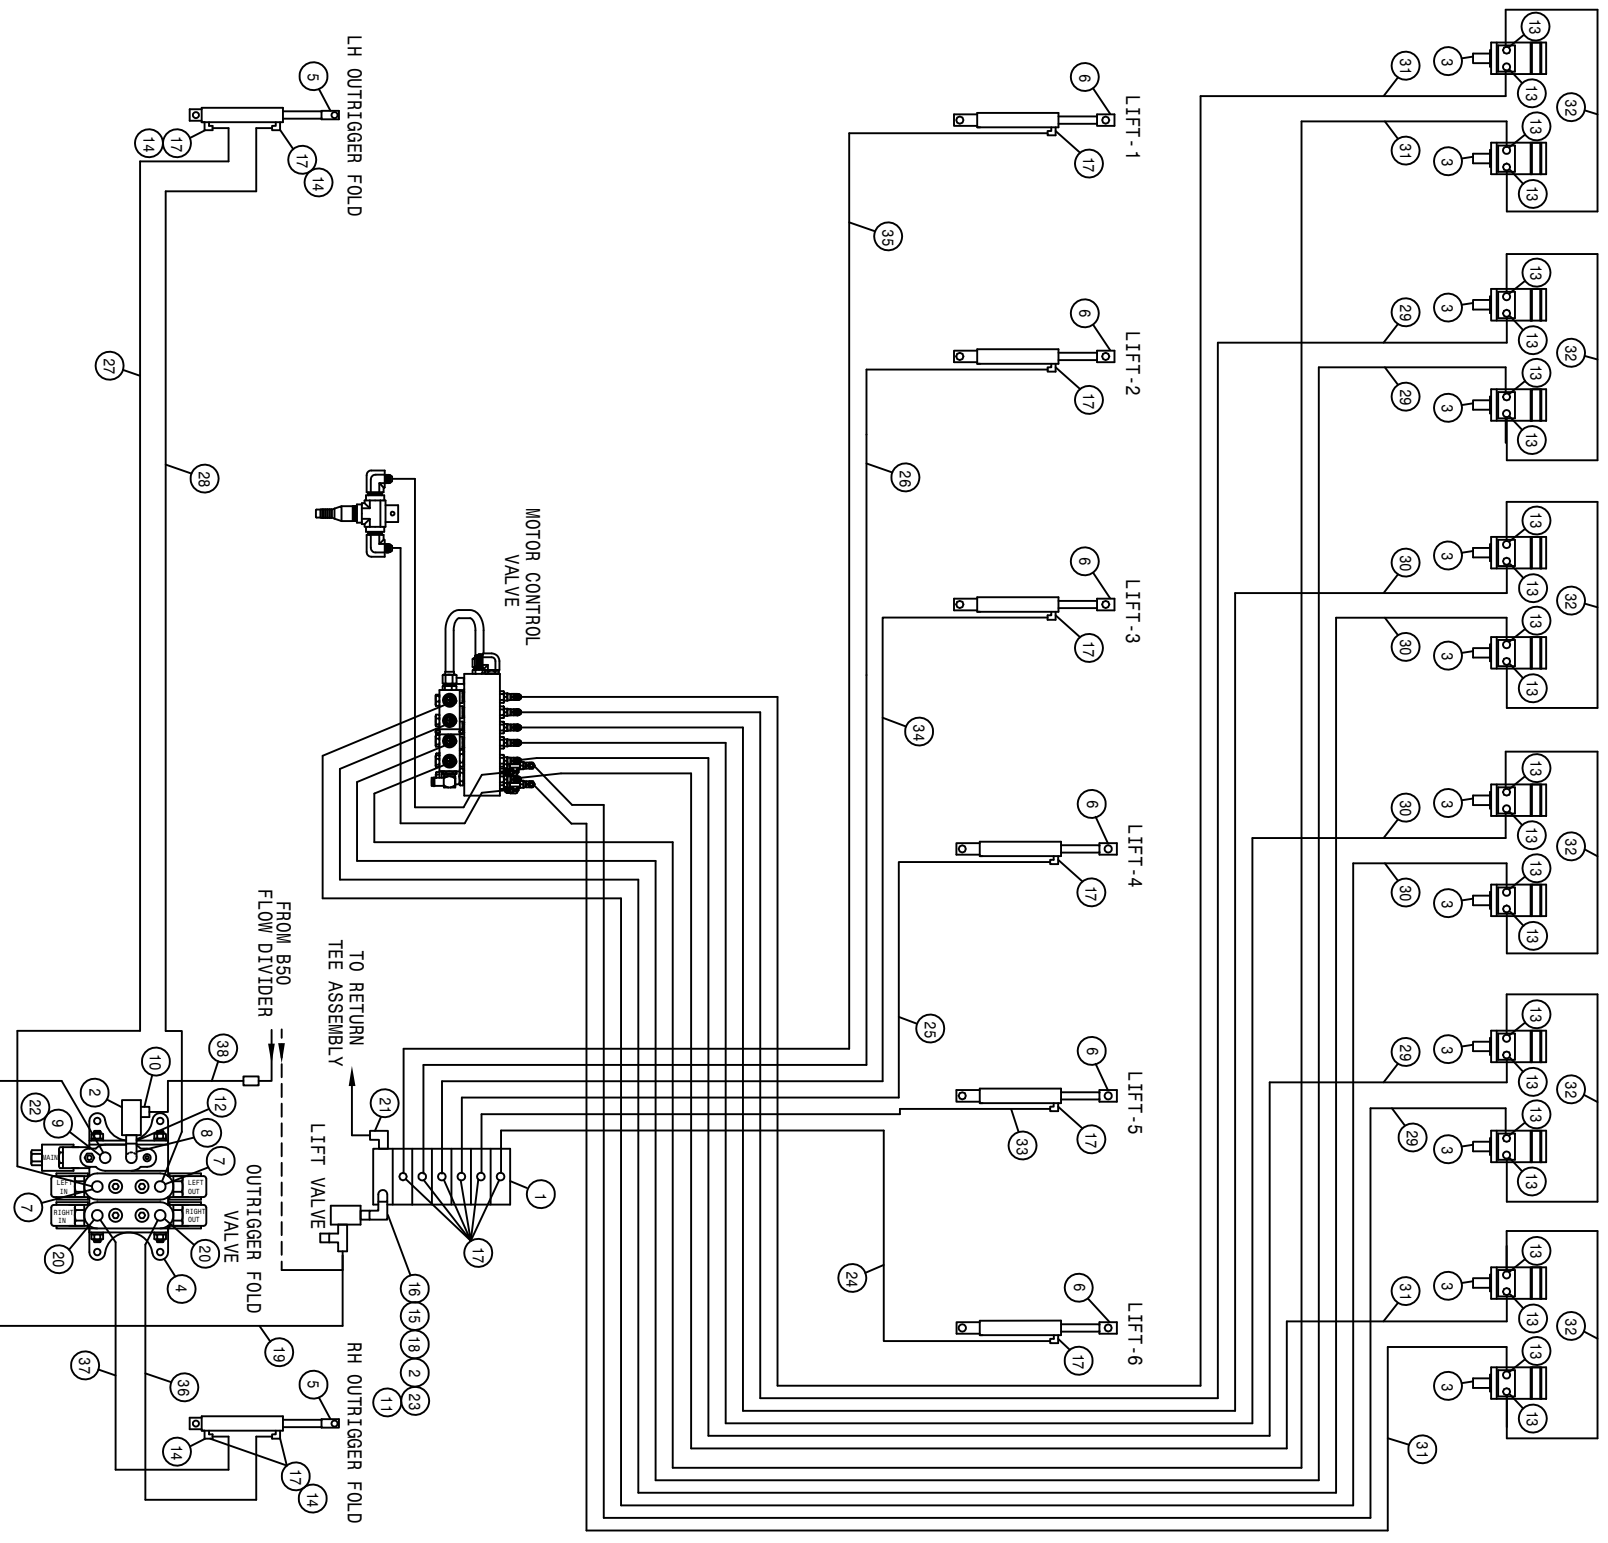 32 32 32 32 32 32
13 13 13 13 13 13 13 13 13 13 13 13
13 13 13 13 13 13 13 13 13 13 13 13
3 3 3 3 3 3 3 3 3 3 3 3
31 31 29 29 30 30 30 30 29 29 31 31
LIFT-1
LIFT-2
LIFT-3
LIFT-4
LIFT-5
LIFT-6
6 6 6 6 6 6
17 17 17 17 17 17
35 26 34 25 33 24
MOTOR CONTROL
VALVE
1
17
21
16 15 18 2 23
11
TO RETURN
TEE ASSEMBLY
LIFT VALVE
FROM B50
FLOW DIVIDER
LH OUTRIGGER FOLD
5
17 14
14 17
28
27
OUTRIGGER FOLD
VALVE
38
10
2
12
8
7
9
22
7
20
20
4
MAIN
LEFT
OUT
LEFT
IN
RIGHT
OUT
RIGHT
IN
19
RH OUTRIGGER FOLD
5
17 14
14
36
37